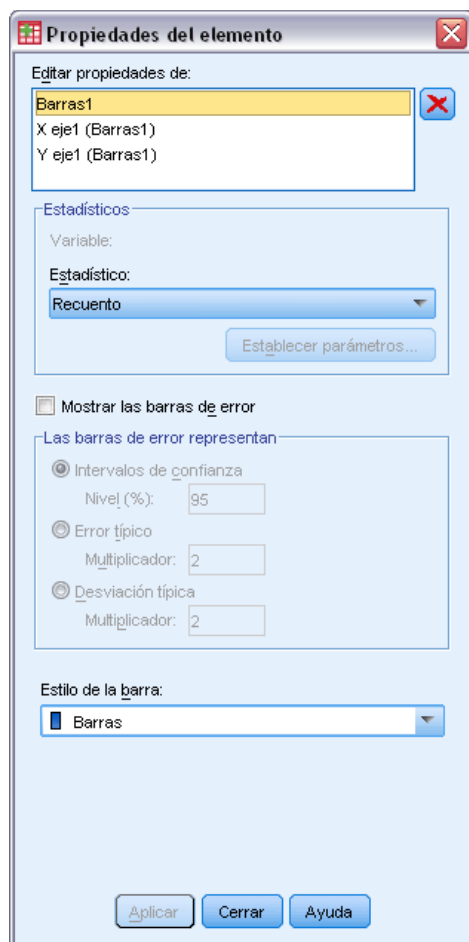 Propiedades del elemento
Editar propiedades de:
Barras1
X eje1 (Barras1)
Y eje1 (Barras1)
Estadísticos
Variable:
Estadístico:
Recuento
Establecer parámetros...
Mostrar las barras de error
Las barras de error representan
Intervalos de confianza
Nivel (%): 95
Error típico
Multiplicador: 2
Desviación típica
Multiplicador: 2
Estilo de la barra:
Barras
Aplicar Cerrar Ayuda